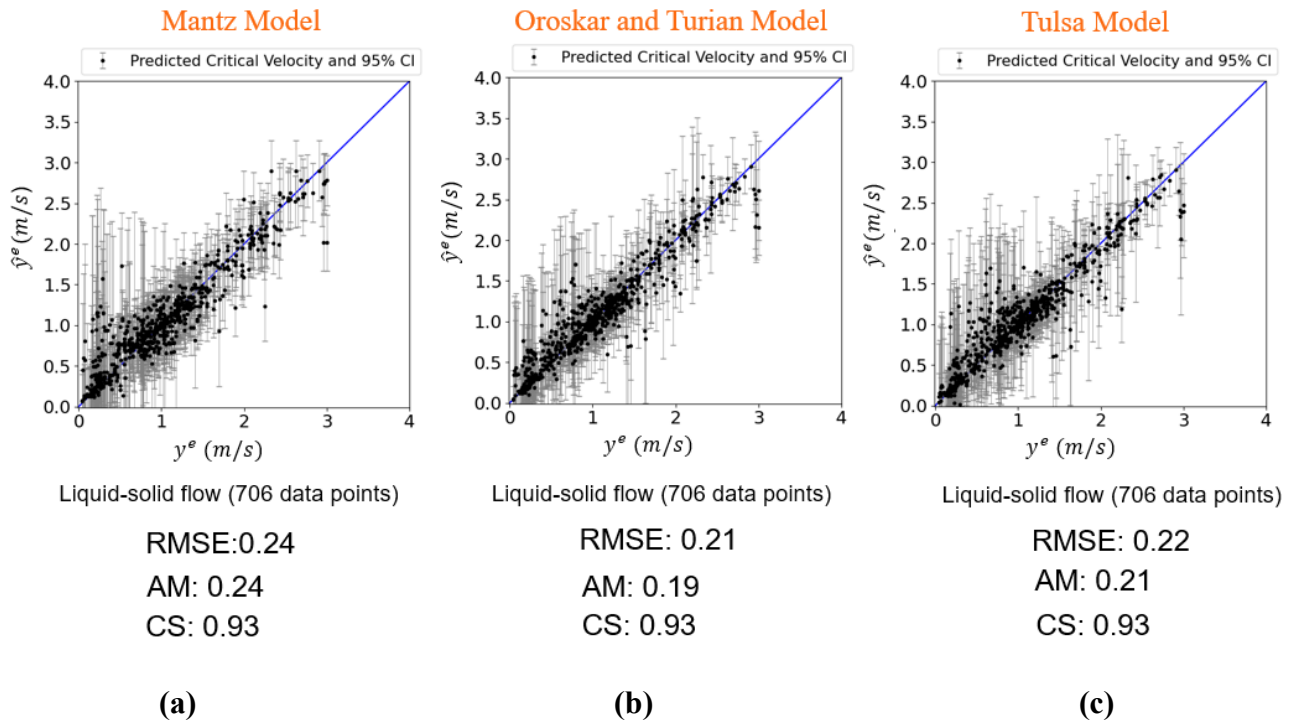 Mantz Model
Predicted Critical Velocity and 95% CI
4.0
3.5
3.0
2.5
2.0
1.5
1.0
0.5
0.0
ŷᵉ (m/s)
0 1 2 3 4
yᵉ (m/s)
Liquid-solid flow (706 data points)
RMSE:0.24
AM: 0.24
CS: 0.93
(a)
Oroskar and Turian Model
Predicted Critical Velocity and 95% CI
4.0
3.5
3.0
2.5
2.0
1.5
1.0
0.5
0.0
ŷᵉ (m/s)
0 1 2 3 4
yᵉ (m/s)
Liquid-solid flow (706 data points)
RMSE: 0.21
AM: 0.19
CS: 0.93
(b)
Tulsa Model
Predicted Critical Velocity and 95% CI
4.0
3.5
3.0
2.5
2.0
1.5
1.0
0.5
0.0
ŷᵉ (m/s)
0 1 2 3 4
yᵉ (m/s)
Liquid-solid flow (706 data points)
RMSE: 0.22
AM: 0.21
CS: 0.93
(c)